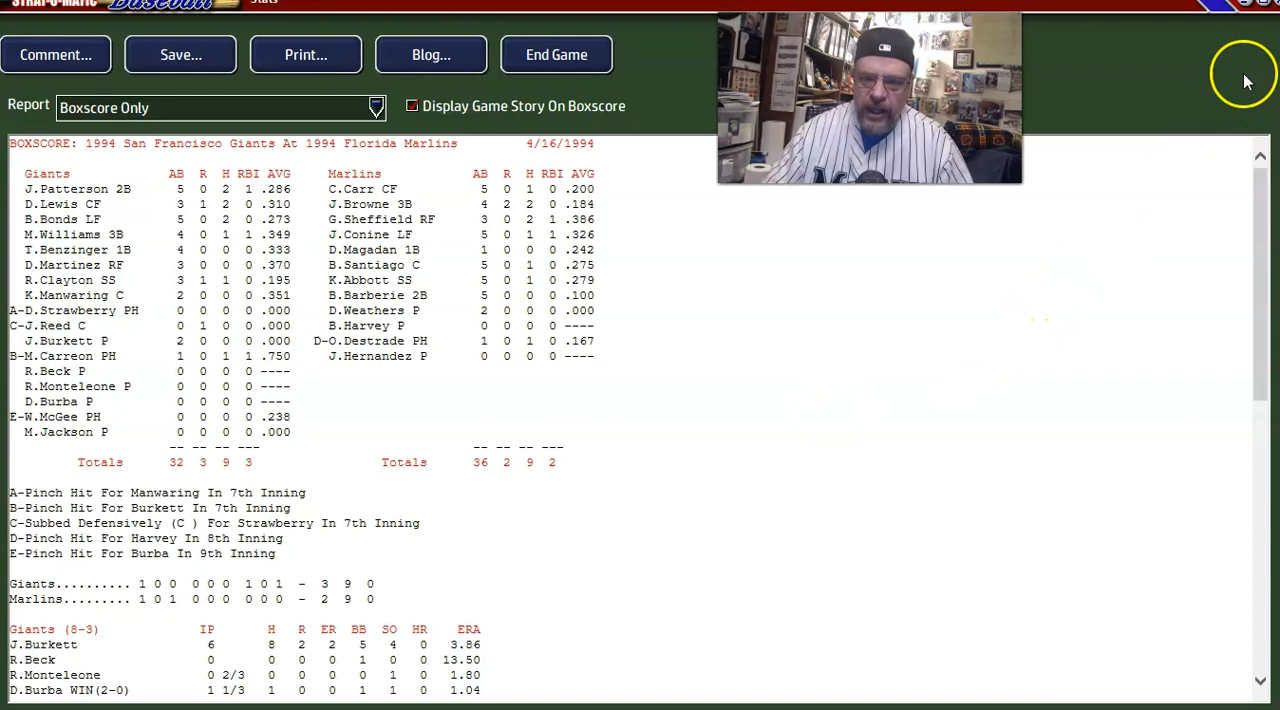 STRAT-O-MATIC Baseball Stats
Comment... Save... Print... Blog... End Game
Report Boxscore Only Display Game Story On Boxscore
BOXSCORE: 1994 San Francisco Giants At 1994 Florida Marlins 4/16/1994
Giants AB R H RBI AVG Marlins AB R H RBI AVG
J.Patterson 2B 5 0 2 1 .286 C.Carr CF 5 0 1 0 .200
D.Lewis CF 3 1 2 0 .310 J.Browne 3B 4 2 2 0 .184
B.Bonds LF 5 0 2 0 .273 G.Sheffield RF 3 0 2 1 .386
M.Williams 3B 4 0 1 1 .349 J.Conine LF 5 0 1 1 .326
T.Benzinger 1B 4 0 0 0 .333 D.Magadan 1B 1 0 0 0 .242
D.Martinez RF 3 0 0 0 .370 B.Santiago C 5 0 1 0 .275
R.Clayton SS 3 1 1 0 .195 K.Abbott SS 5 0 1 0 .279
K.Manwaring C 2 0 0 0 .351 B.Barberie 2B 5 0 0 0 .100
A-D.Strawberry PH 0 0 0 0 .000 D.Weathers P 2 0 0 0 .000
C-J.Reed C 0 1 0 0 .000 B.Harvey P 0 0 0 0 ----
J.Burkett P 2 0 0 0 .000 D-O.Destrade PH 1 0 1 0 .167
B-M.Carreon PH 1 0 1 1 .750 J.Hernandez P 0 0 0 0 ----
R.Beck P 0 0 0 0 ----
R.Monteleone P 0 0 0 0 ----
D.Burba P 0 0 0 0 ----
E-W.McGee PH 0 0 0 0 .238
M.Jackson P 0 0 0 0 .000
-- -- -- --- -- -- -- ---
Totals 32 3 9 3 Totals 36 2 9 2
A-Pinch Hit For Manwaring In 7th Inning
B-Pinch Hit For Burkett In 7th Inning
C-Subbed Defensively (C ) For Strawberry In 7th Inning
D-Pinch Hit For Harvey In 8th Inning
E-Pinch Hit For Burba In 9th Inning
Giants.......... 1 0 0 0 0 0 1 0 1 - 3 9 0
Marlins......... 1 0 1 0 0 0 0 0 0 - 2 9 0
Giants (8-3) IP H R ER BB SO HR ERA
J.Burkett 6 8 2 2 5 4 0 3.86
R.Beck 0 0 0 0 1 0 0 13.50
R.Monteleone 0 2/3 0 0 0 0 1 0 1.80
D.Burba WIN(2-0) 1 1/3 1 0 0 1 1 0 1.04